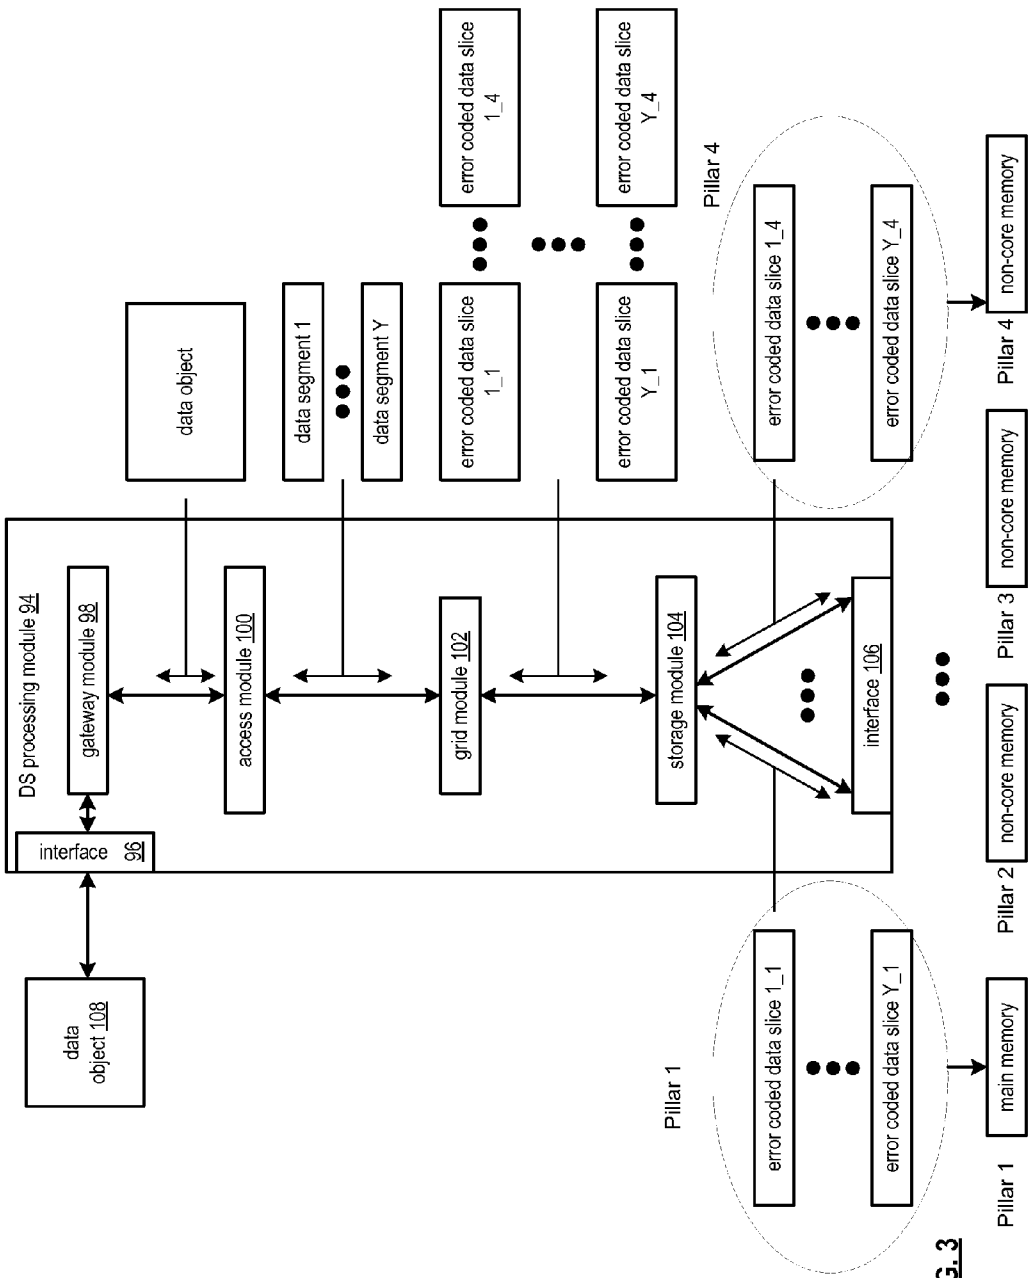 data
object 108
interface 96
DS processing module 94
gateway module 98
data object
access module 100
data segment 1
data segment Y
grid module 102
error coded data slice
1_1
error coded data slice
1_4
error coded data slice
Y_1
error coded data slice
Y_4
storage module 104
Pillar 1
Pillar 4
error coded data slice 1_1
error coded data slice Y_1
error coded data slice 1_4
error coded data slice Y_4
interface 106
Pillar 1
main memory
Pillar 2
non-core memory
Pillar 3
non-core memory
Pillar 4
non-core memory
G. 3